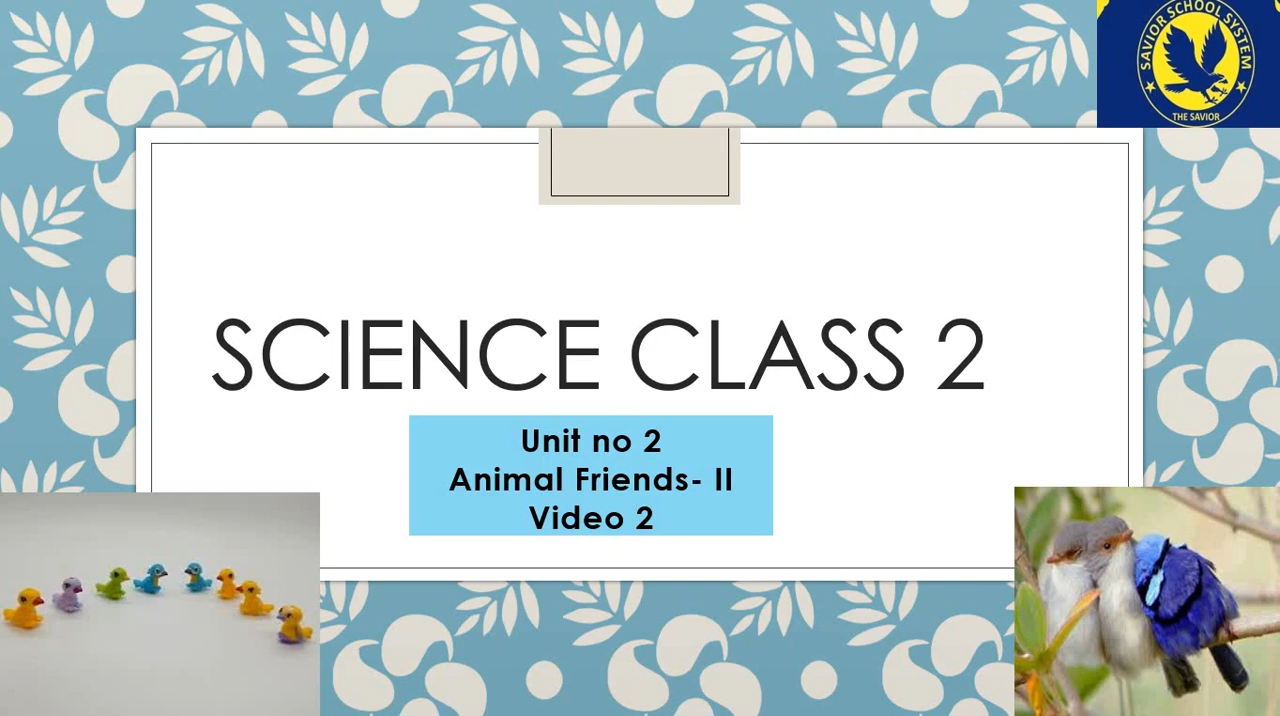 SAVIOR SCHOOL SYSTEM
THE SAVIOR
SCIENCE CLASS 2
Unit no 2
Animal Friends- II
Video 2